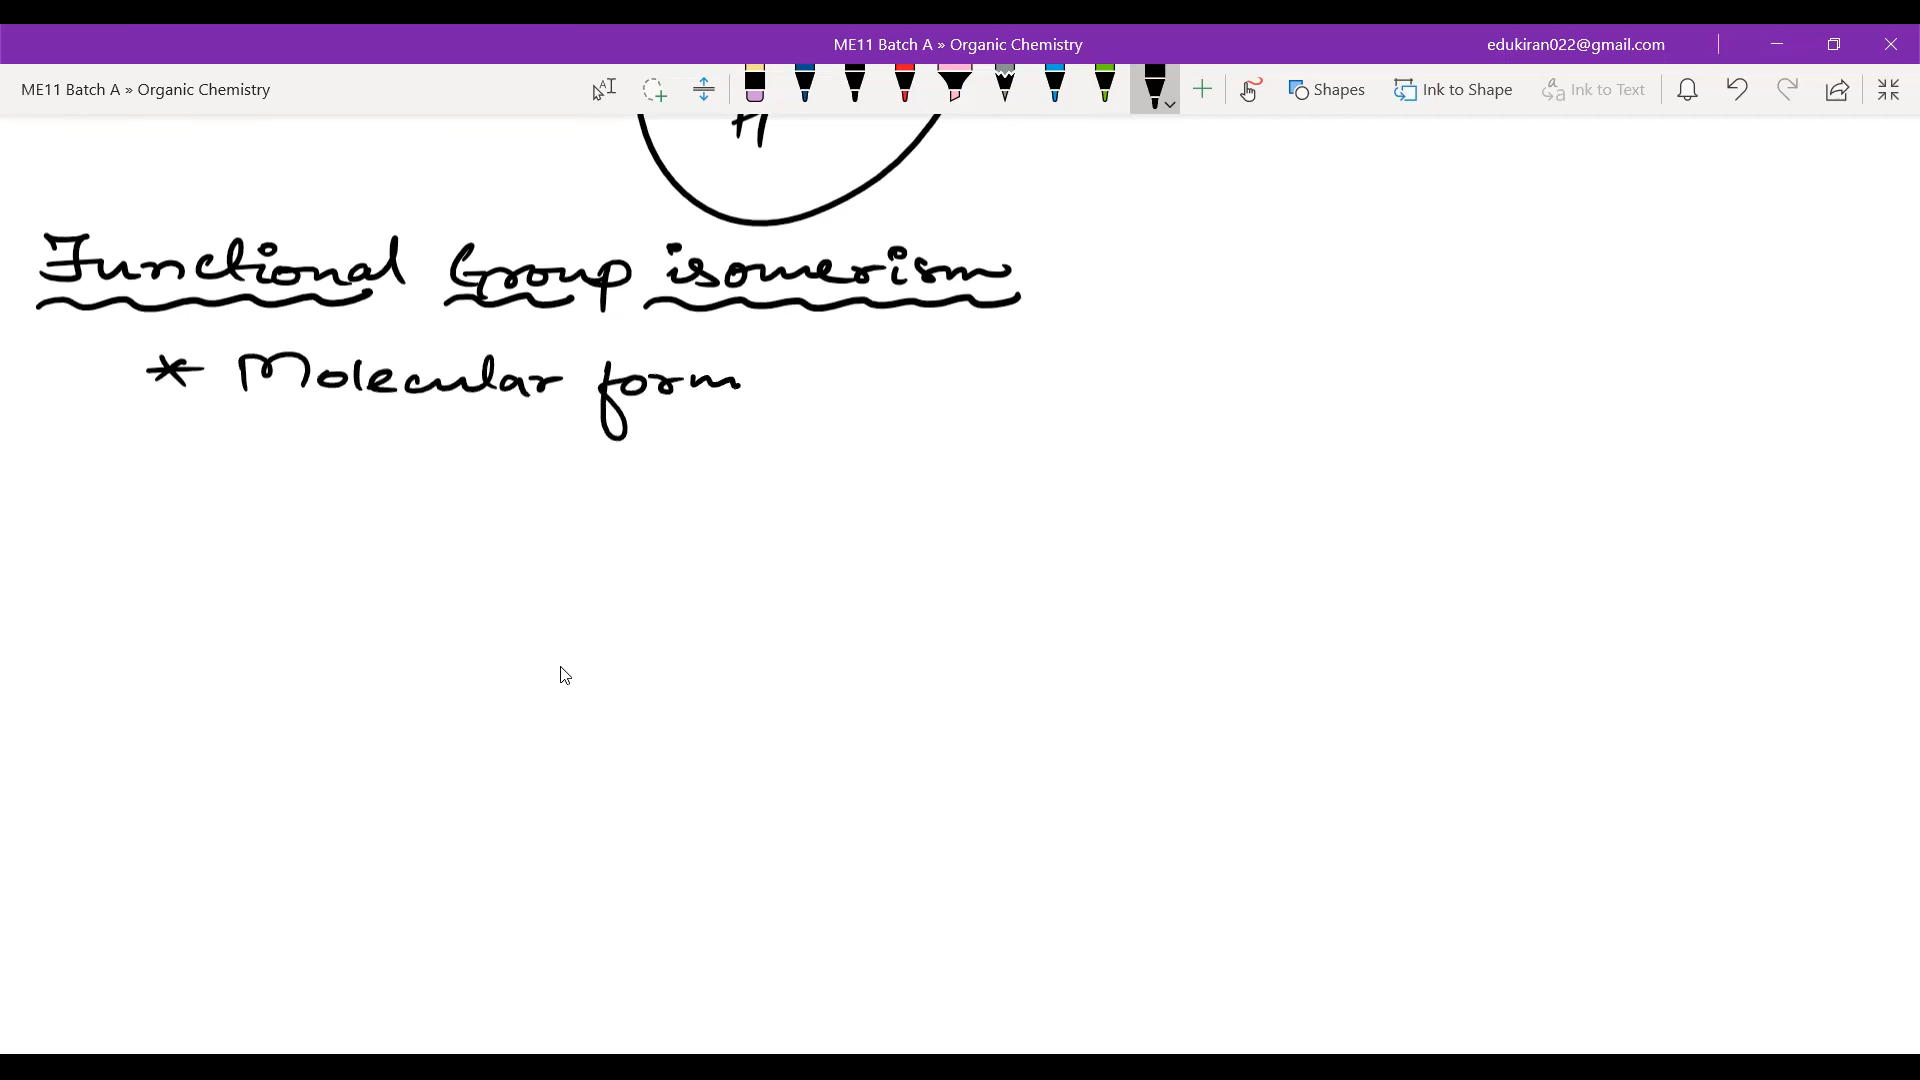 ME11 Batch A » Organic Chemistry
edukiran022@gmail.com
ME11 Batch A » Organic Chemistry
Shapes
Ink to Shape
Ink to Text
Functional Group isomerism
* Molecular form